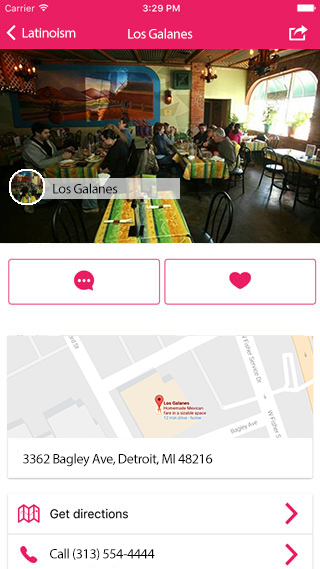 Carrier 3:29 PM
Latinoism Los Galanes
Los Galanes
W Fisher Service Dr
Los Galanes
Homemade Mexican
fare in a sizable space
12 min drive - home
W Fisher S
Bagley Ave
3362 Bagley Ave, Detroit, MI 48216
Get directions
Call (313) 554-4444